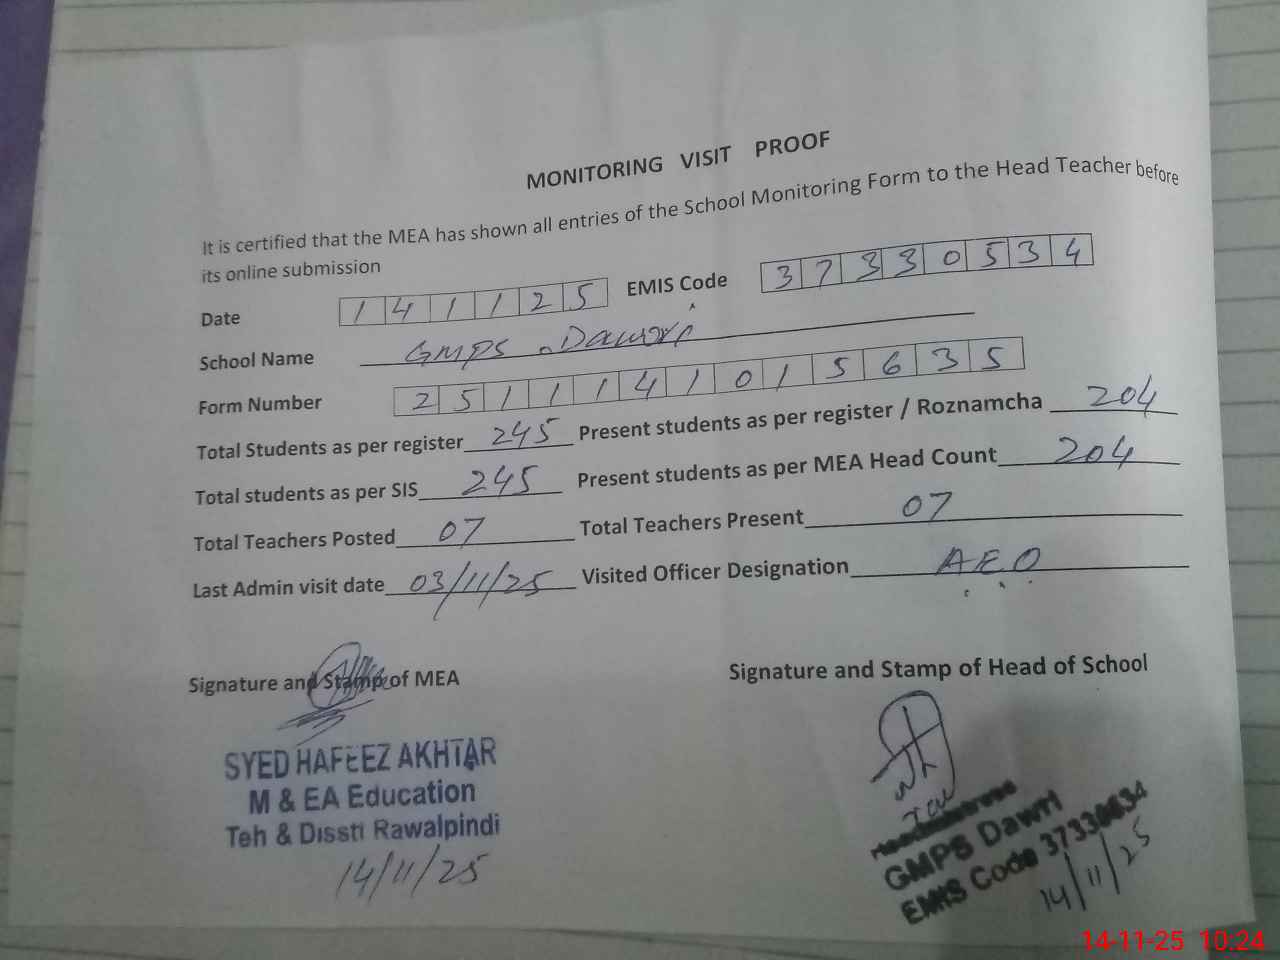 MONITORING VISIT PROOF
It is certified that the MEA has shown all entries of the School Monitoring Form to the Head Teacher before
its online submission
Date 141125 EMIS Code 37330534
School Name GMPS Dawri
Form Number 2511141015635
Total Students as per register 245 Present students as per register / Roznamcha 204
Total students as per SIS 245 Present students as per MEA Head Count 204
Total Teachers Posted 07 Total Teachers Present 07
Last Admin visit date 03/11/25 Visited Officer Designation A.E.O
Signature and Stamp of MEA Signature and Stamp of Head of School
SYED HAFEEZ AKHTAR
M & EA Education
Teh & Dissti Rawalpindi
14/11/25
Headmistress
GMPS Dawri
EMIS Code 37330534
14/11/25
14-11-25 10:24